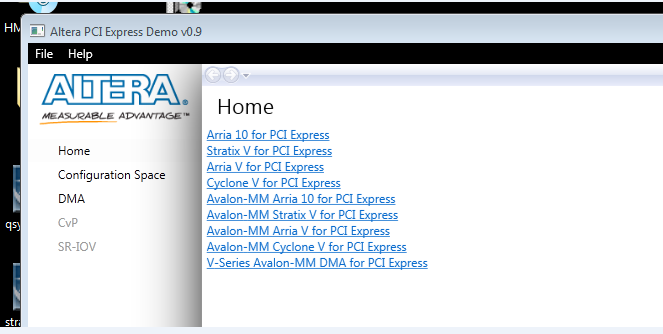 HM
Altera PCI Express Demo v0.9
File Help
ALTERA
MEASURABLE ADVANTAGE™
Home
Configuration Space
DMA
CvP
SR-IOV
Home
Arria 10 for PCI Express
Stratix V for PCI Express
Arria V for PCI Express
Cyclone V for PCI Express
Avalon-MM Arria 10 for PCI Express
Avalon-MM Stratix V for PCI Express
Avalon-MM Arria V for PCI Express
Avalon-MM Cyclone V for PCI Express
V-Series Avalon-MM DMA for PCI Express
qsy
stra